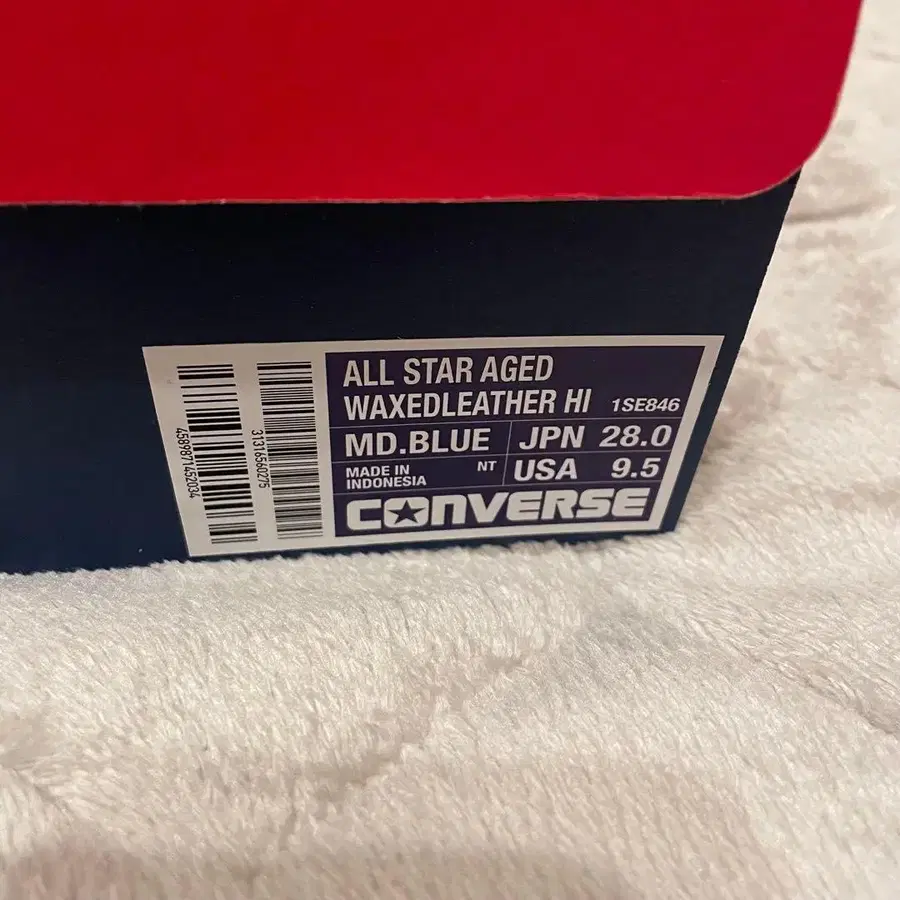 ALL STAR AGED
WAXEDLEATHER HI 1SE846
MD.BLUE JPN 28.0
MADE IN INDONESIA NT USA 9.5
CONVERSE
4589871452034
31316560275